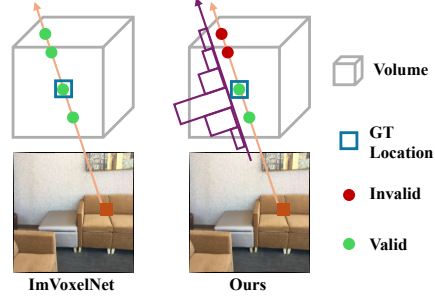 Volume
GT
Location
Invalid
Valid
ImVoxelNet
Ours